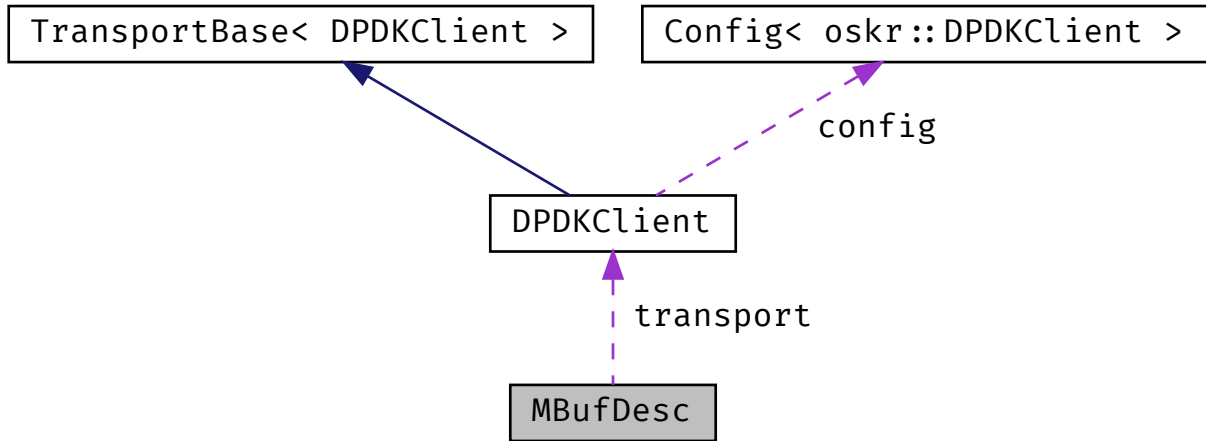 TransportBase< DPDKClient >
Config< oskr::DPDKClient >
config
DPDKClient
transport
MBufDesc